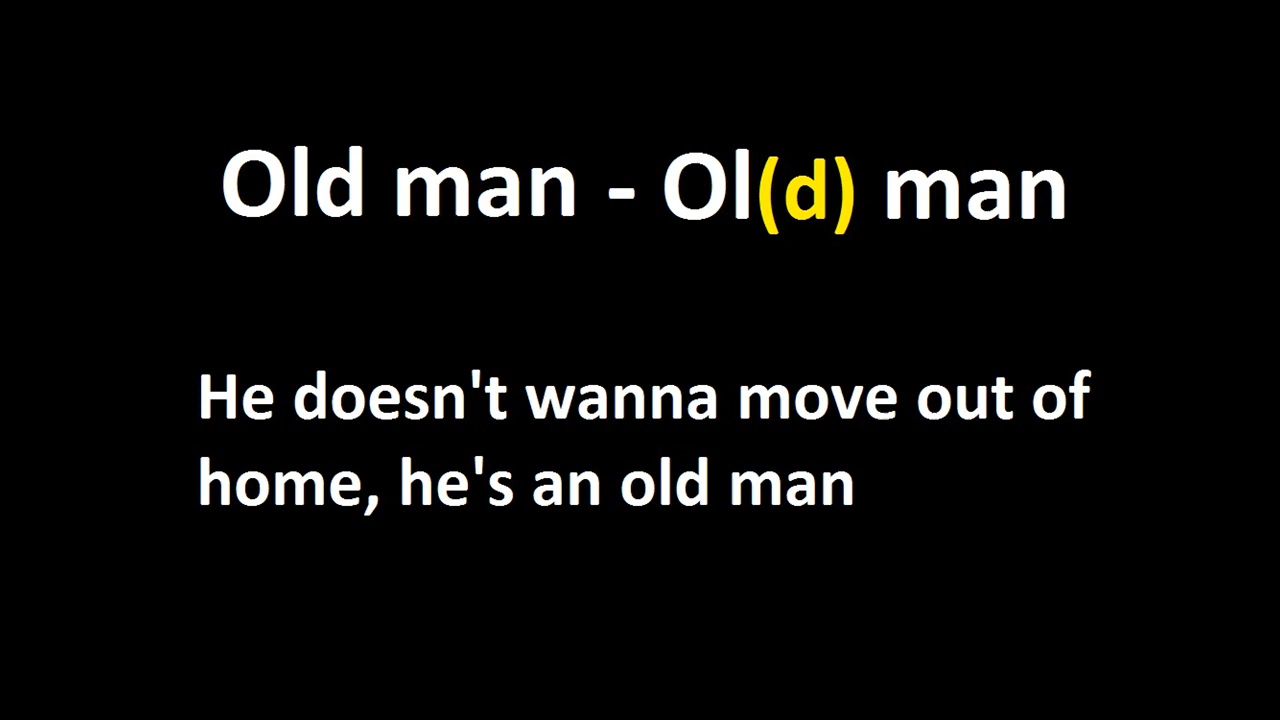 Old man - Ol(d) man
He doesn't wanna move out of
home, he's an old man